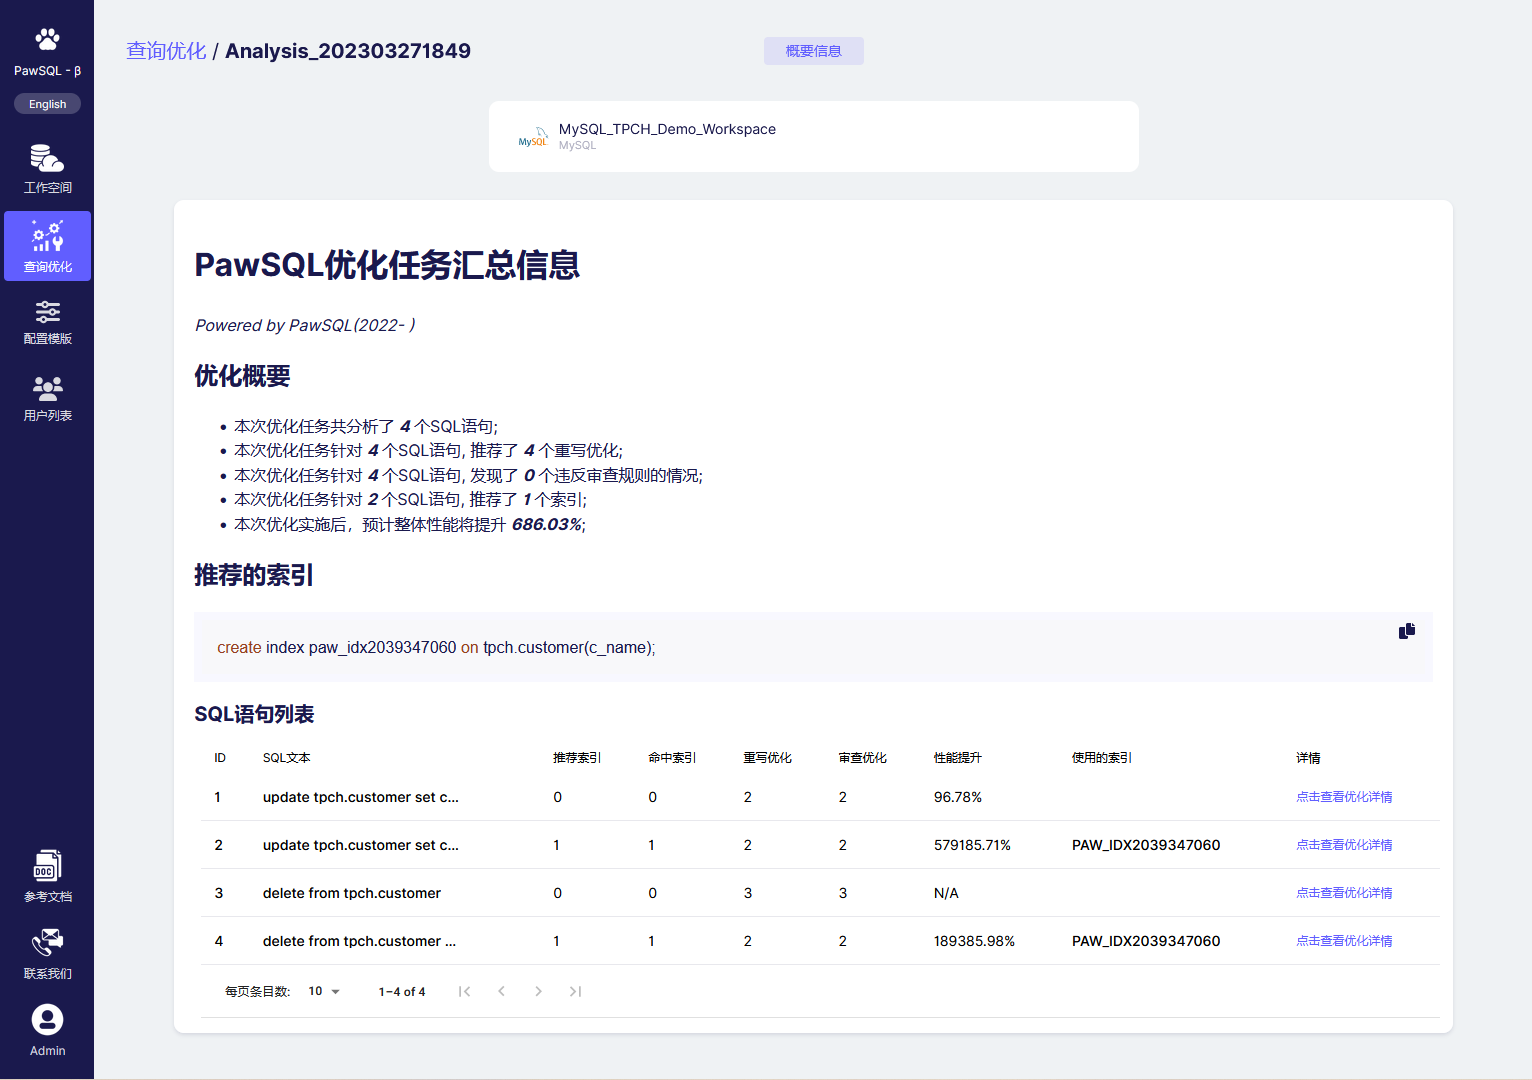 PawSQL - β
English
工作空间
查询优化
配置模版
用户列表
参考文档
联系我们
Admin
查询优化 / Analysis_202303271849
概要信息
MySQL
MySQL_TPCH_Demo_Workspace
MySQL
PawSQL优化任务汇总信息
Powered by PawSQL(2022- )
优化概要
本次优化任务共分析了 4 个SQL语句;
本次优化任务针对 4 个SQL语句, 推荐了 4 个重写优化;
本次优化任务针对 4 个SQL语句, 发现了 0 个违反审查规则的情况;
本次优化任务针对 2 个SQL语句, 推荐了 1 个索引;
本次优化实施后，预计整体性能将提升 686.03%;
推荐的索引
create index paw_idx2039347060 on tpch.customer(c_name);
SQL语句列表
ID SQL文本 推荐索引 命中索引 重写优化 审查优化 性能提升 使用的索引 详情
1 update tpch.customer set c... 0 0 2 2 96.78% 点击查看优化详情
2 update tpch.customer set c... 1 1 2 2 579185.71% PAW_IDX2039347060 点击查看优化详情
3 delete from tpch.customer 0 0 3 3 N/A 点击查看优化详情
4 delete from tpch.customer ... 1 1 2 2 189385.98% PAW_IDX2039347060 点击查看优化详情
每页条目数: 10 1–4 of 4
DOC